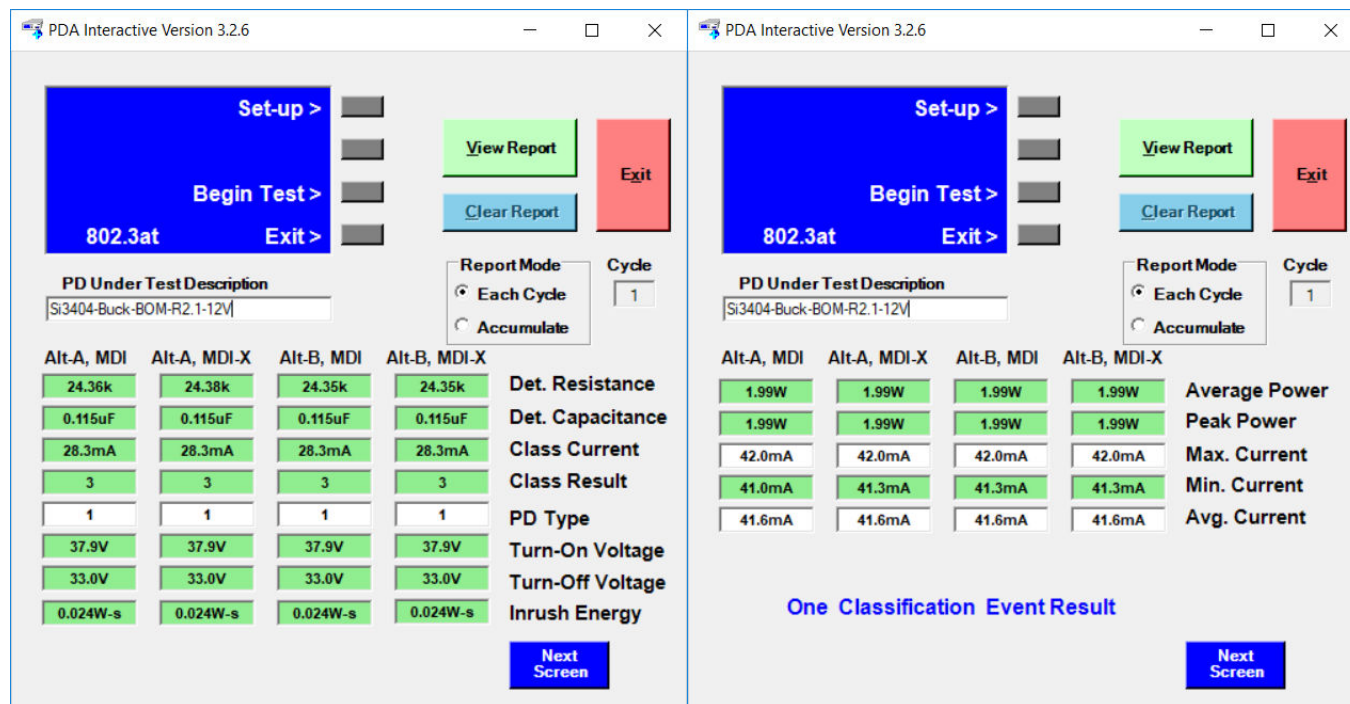 PDA Interactive Version 3.2.6
Set-up >
Begin Test >
802.3at Exit >
View Report
Clear Report
Exit
PD Under Test Description
Si3404-Buck-BOM-R2.1-12V
Report Mode
Each Cycle
Accumulate
Cycle
1
Alt-A, MDI Alt-A, MDI-X Alt-B, MDI Alt-B, MDI-X
24.36k 24.38k 24.35k 24.35k Det. Resistance
0.115uF 0.115uF 0.115uF 0.115uF Det. Capacitance
28.3mA 28.3mA 28.3mA 28.3mA Class Current
3 3 3 3 Class Result
1 1 1 1 PD Type
37.9V 37.9V 37.9V 37.9V Turn-On Voltage
33.0V 33.0V 33.0V 33.0V Turn-Off Voltage
0.024W-s 0.024W-s 0.024W-s 0.024W-s Inrush Energy
Next
Screen
PDA Interactive Version 3.2.6
Set-up >
Begin Test >
802.3at Exit >
View Report
Clear Report
Exit
PD Under Test Description
Si3404-Buck-BOM-R2.1-12V
Report Mode
Each Cycle
Accumulate
Cycle
1
Alt-A, MDI Alt-A, MDI-X Alt-B, MDI Alt-B, MDI-X
1.99W 1.99W 1.99W 1.99W Average Power
1.99W 1.99W 1.99W 1.99W Peak Power
42.0mA 42.0mA 42.0mA 42.0mA Max. Current
41.0mA 41.3mA 41.3mA 41.3mA Min. Current
41.6mA 41.6mA 41.6mA 41.6mA Avg. Current
One Classification Event Result
Next
Screen